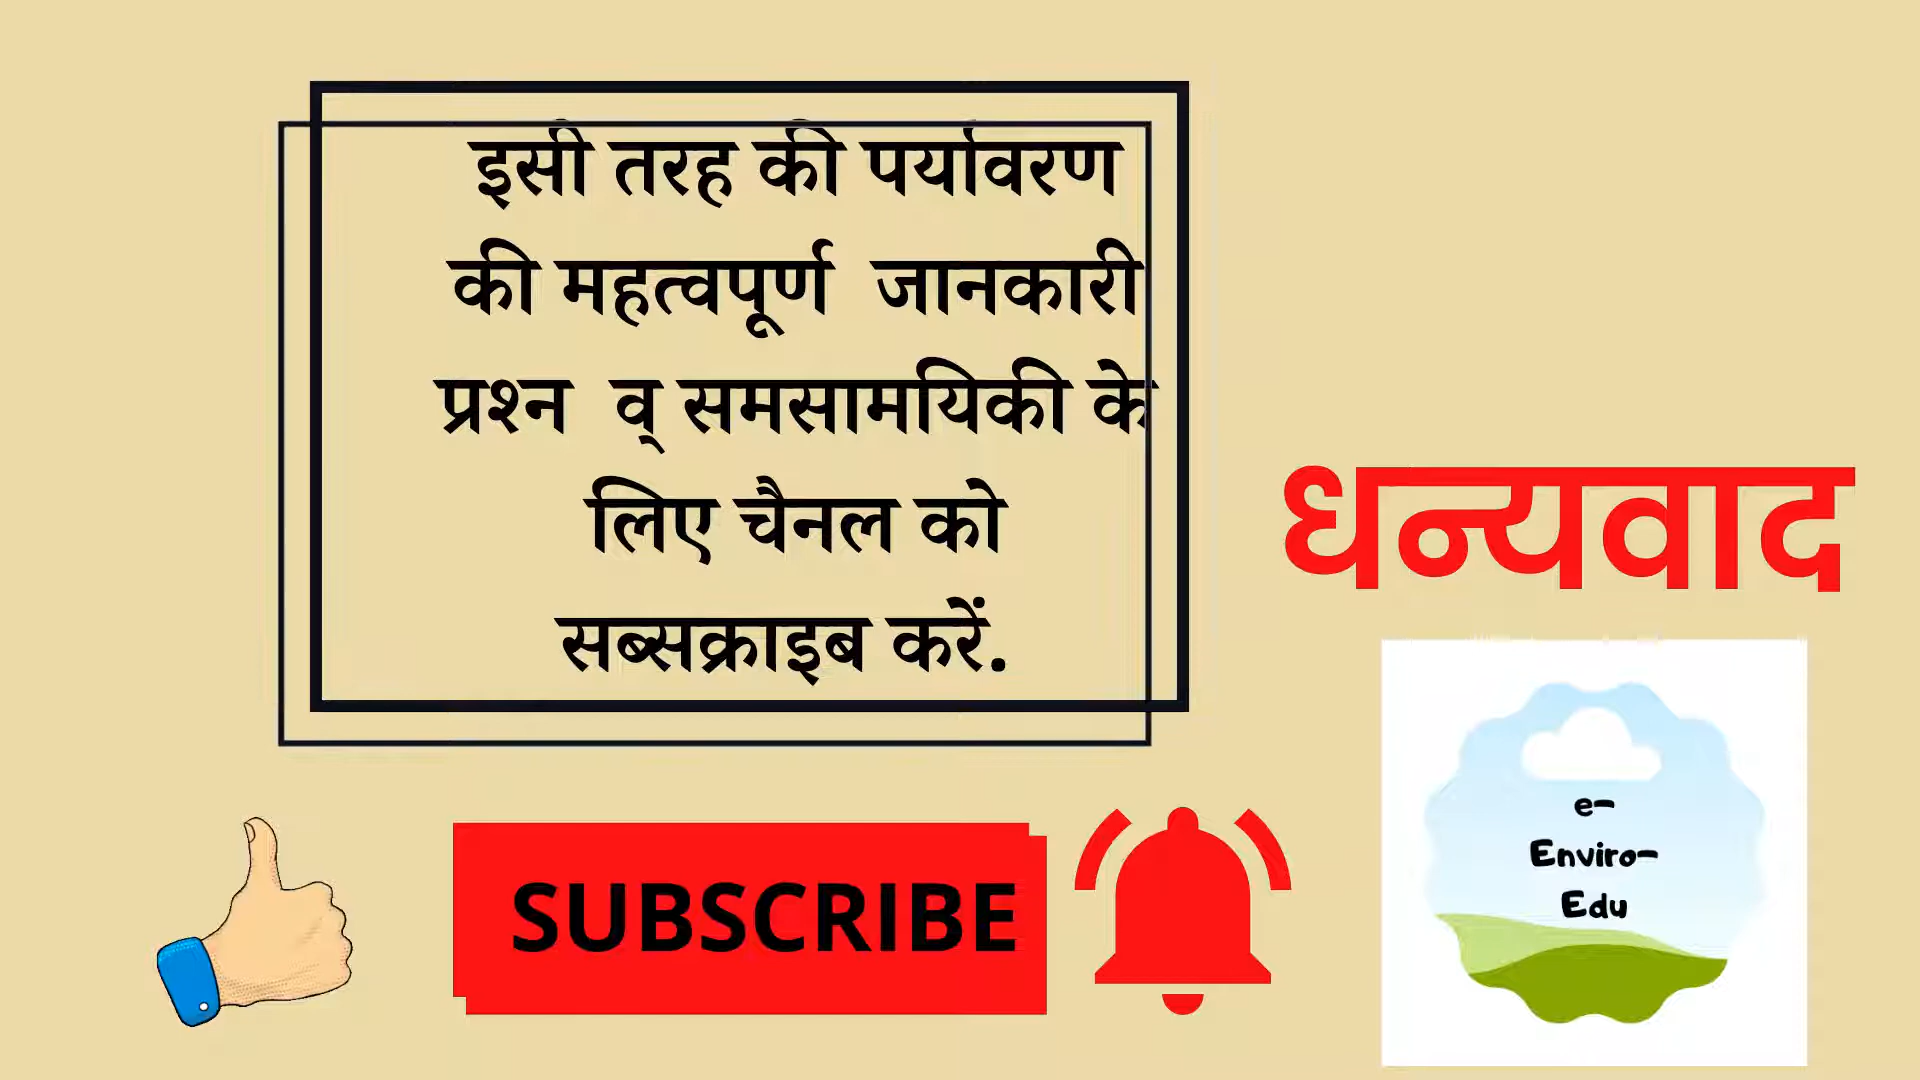 इसी तरह की पर्यावरण
की महत्वपूर्ण जानकारी
प्रश्न व् समसामयिकी के
लिए चैनल को
सब्सक्राइब करें.
धन्यवाद
SUBSCRIBE
e-
Enviro-
Edu